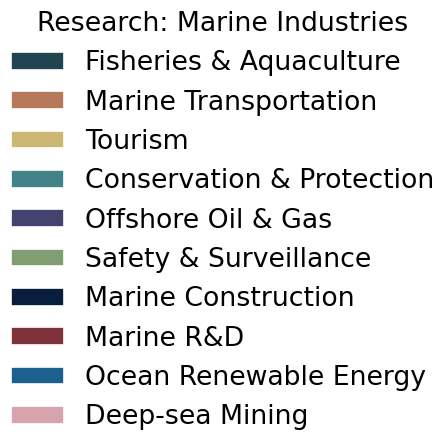 Research: Marine Industries
Fisheries & Aquaculture
Marine Transportation
Tourism
Conservation & Protection
Offshore Oil & Gas
Safety & Surveillance
Marine Construction
Marine R&D
Ocean Renewable Energy
Deep-sea Mining